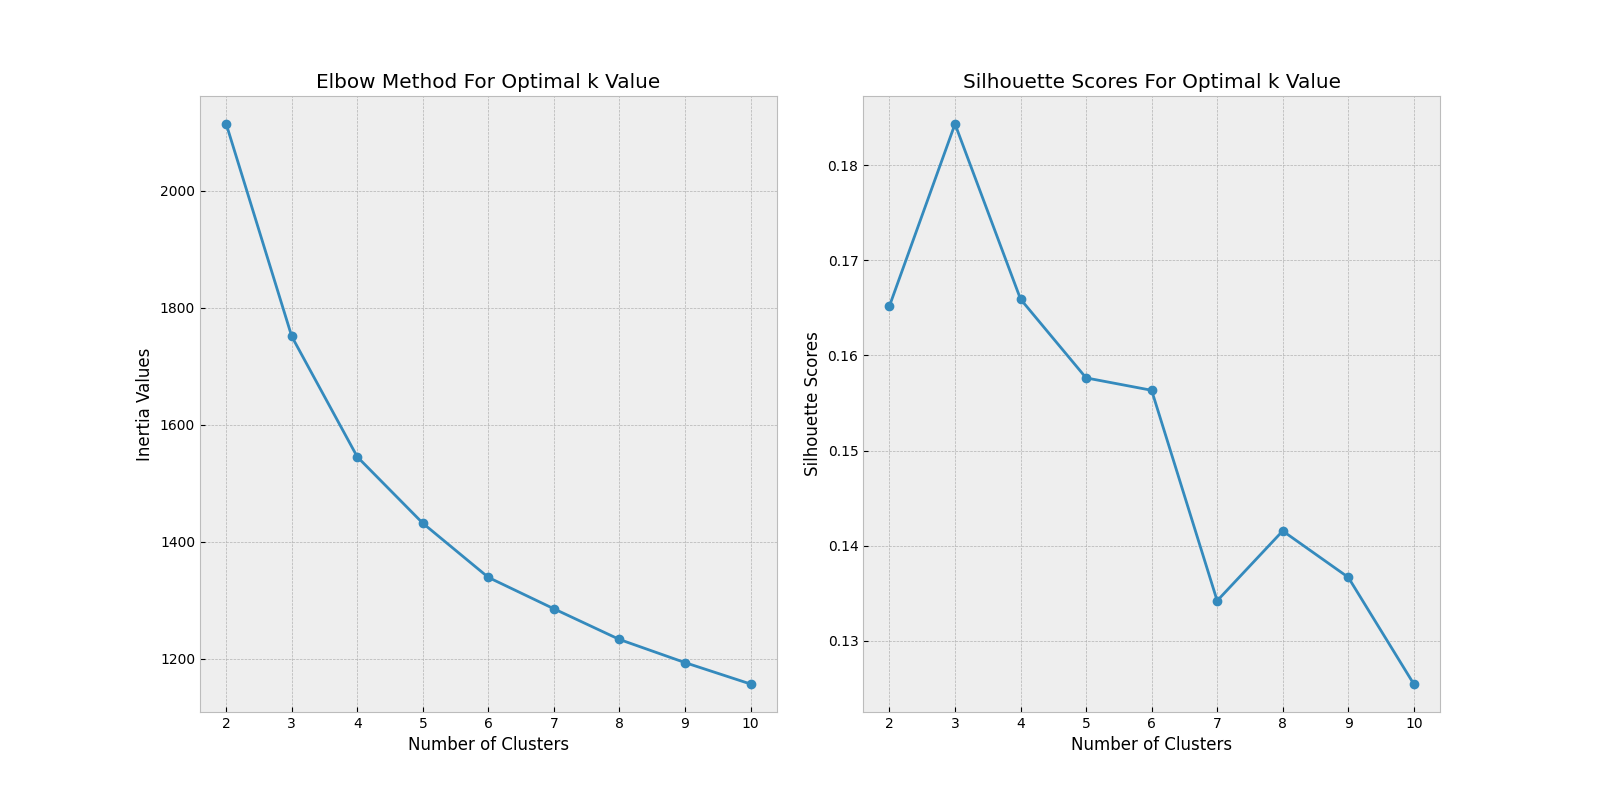 Elbow Method For Optimal k Value
2000
1800
1600
1400
1200
Inertia Values
2 3 4 5 6 7 8 9 10
Number of Clusters
Silhouette Scores For Optimal k Value
0.18
0.17
0.16
0.15
0.14
0.13
Silhouette Scores
2 3 4 5 6 7 8 9 10
Number of Clusters